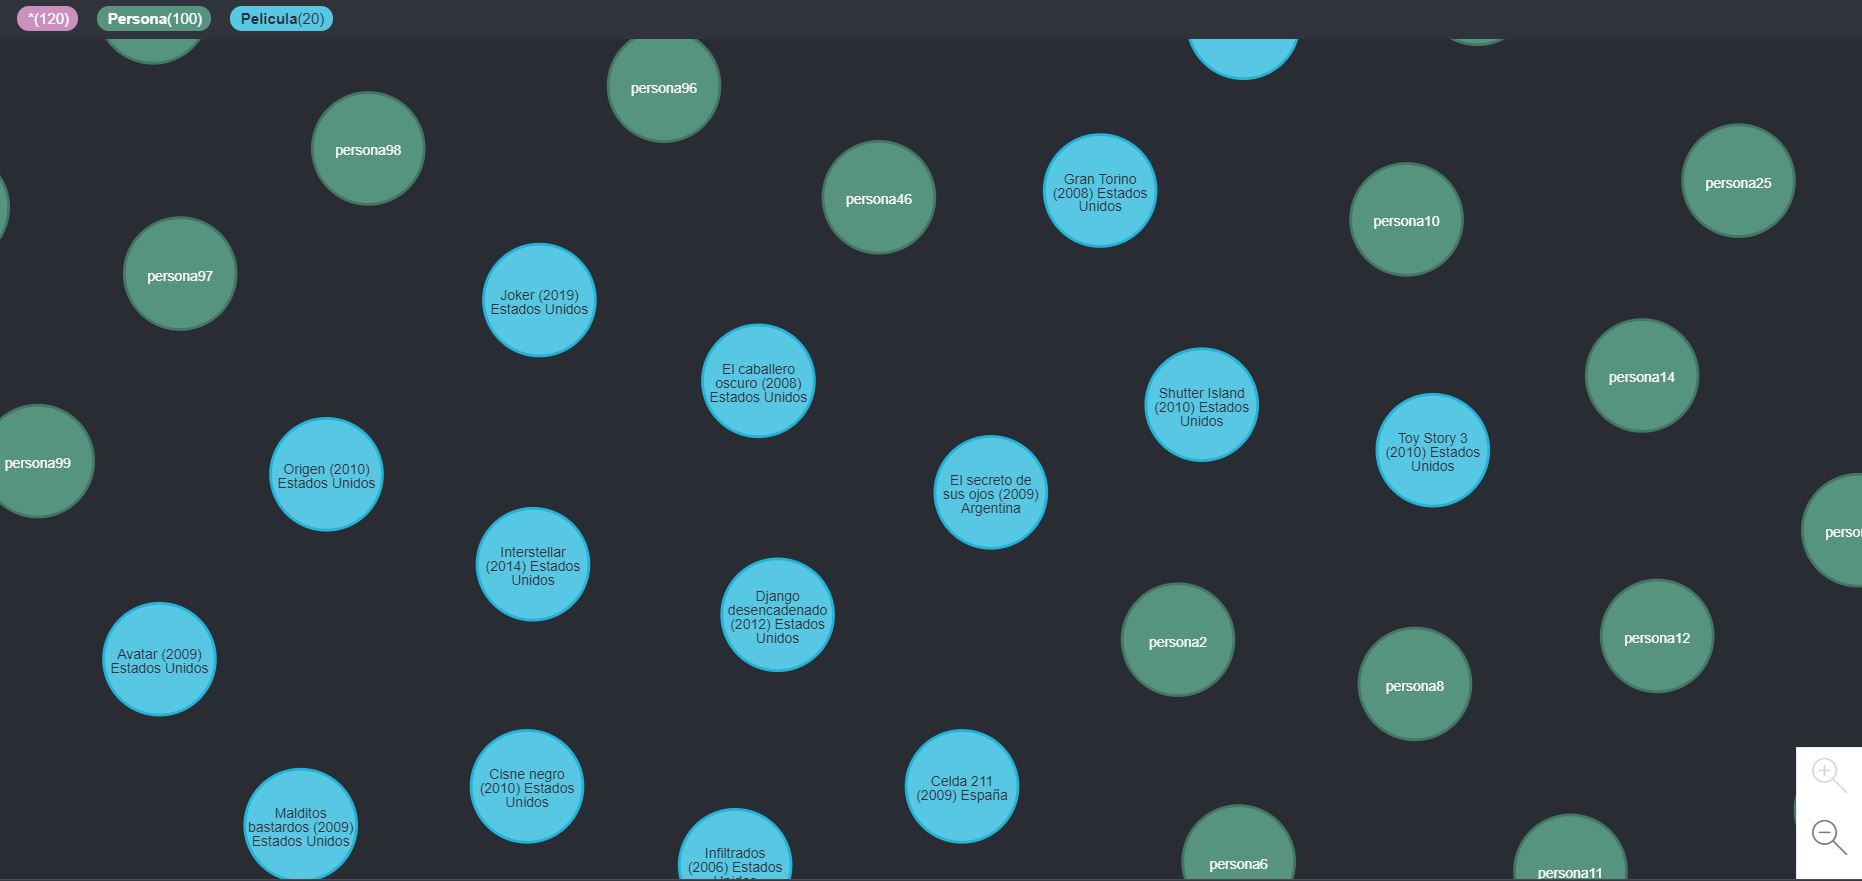 *(120) Persona(100) Pelicula(20)
persona96
persona98
persona46
Gran Torino
(2008) Estados
Unidos
persona10
persona25
persona97
Joker (2019)
Estados Unidos
El caballero
oscuro (2008)
Estados Unidos
Shutter Island
(2010) Estados
Unidos
persona14
Toy Story 3
(2010) Estados
Unidos
persona99
Origen (2010)
Estados Unidos
El secreto de
sus ojos (2009)
Argentina
Interstellar
(2014) Estados
Unidos
Django
desencadenado
(2012) Estados
Unidos
persona2
persona12
Avatar (2009)
Estados Unidos
persona8
Cisne negro
(2010) Estados
Unidos
Celda 211
(2009) España
Malditos
bastardos (2009)
Estados Unidos
Infiltrados
(2006) Estados
Unidos
persona6
persona11